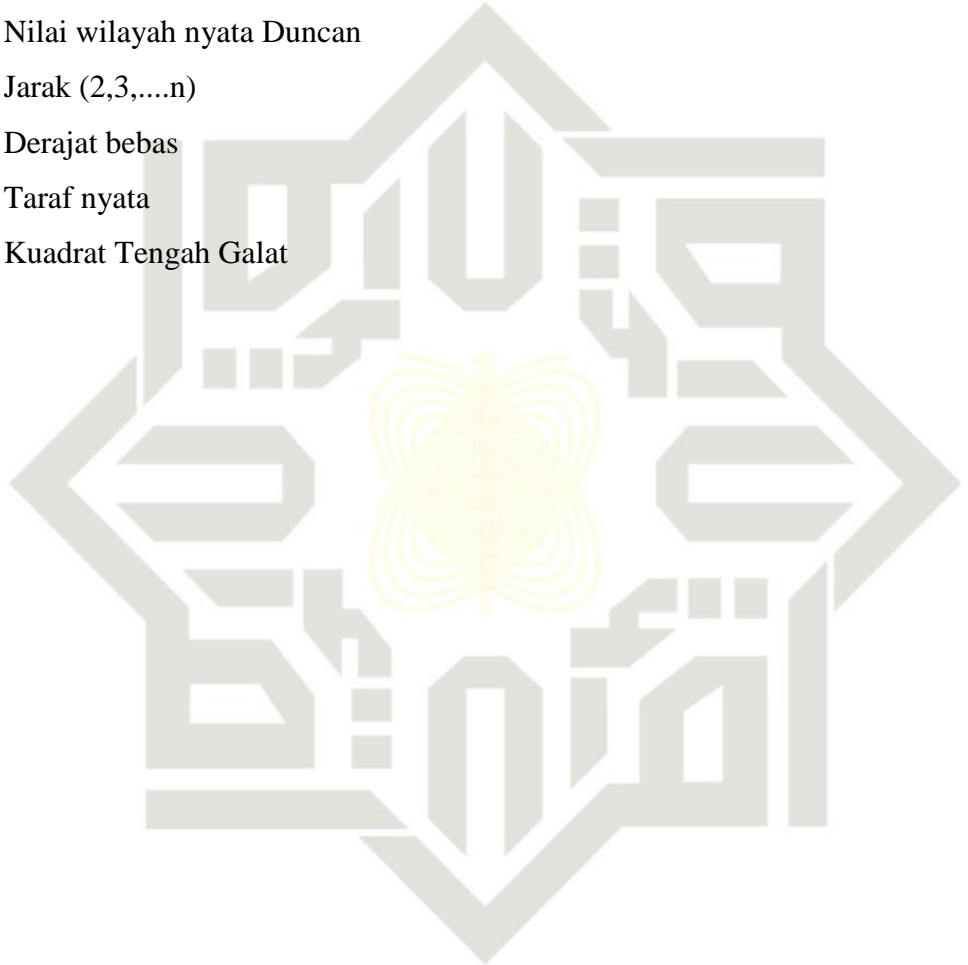 Nilai wilayah nyata Duncan
Jarak (2,3,....n)
Derajat bebas
Taraf nyata
Kuadrat Tengah Galat